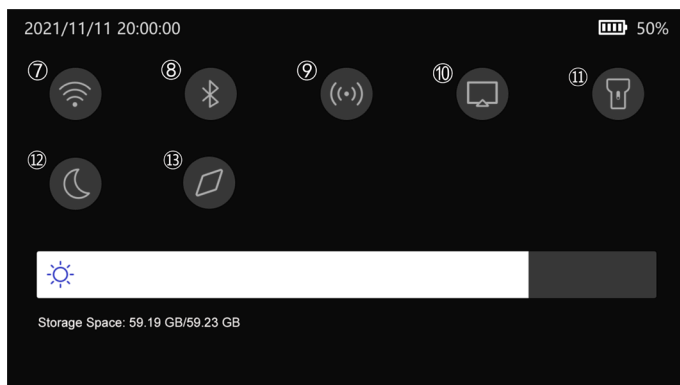 2021/11/11 20:00:00 50%
⑦ ⑧ ⑨ ⑩ ⑪
⑫ ⑬
Storage Space: 59.19 GB/59.23 GB